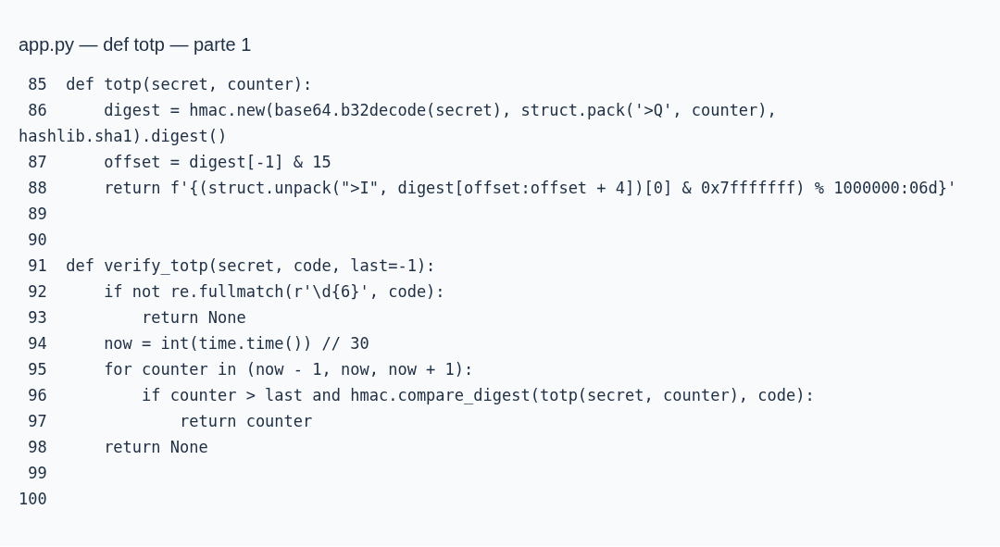 app.py — def totp — parte 1
85  def totp(secret, counter):
86      digest = hmac.new(base64.b32decode(secret), struct.pack('>Q', counter),
hashlib.sha1).digest()
87      offset = digest[-1] & 15
88      return f'{(struct.unpack(">I", digest[offset:offset + 4])[0] & 0x7fffffff) % 1000000:06d}'
89
90
91  def verify_totp(secret, code, last=-1):
92      if not re.fullmatch(r'\d{6}', code):
93          return None
94      now = int(time.time()) // 30
95      for counter in (now - 1, now, now + 1):
96          if counter > last and hmac.compare_digest(totp(secret, counter), code):
97              return counter
98      return None
99
100